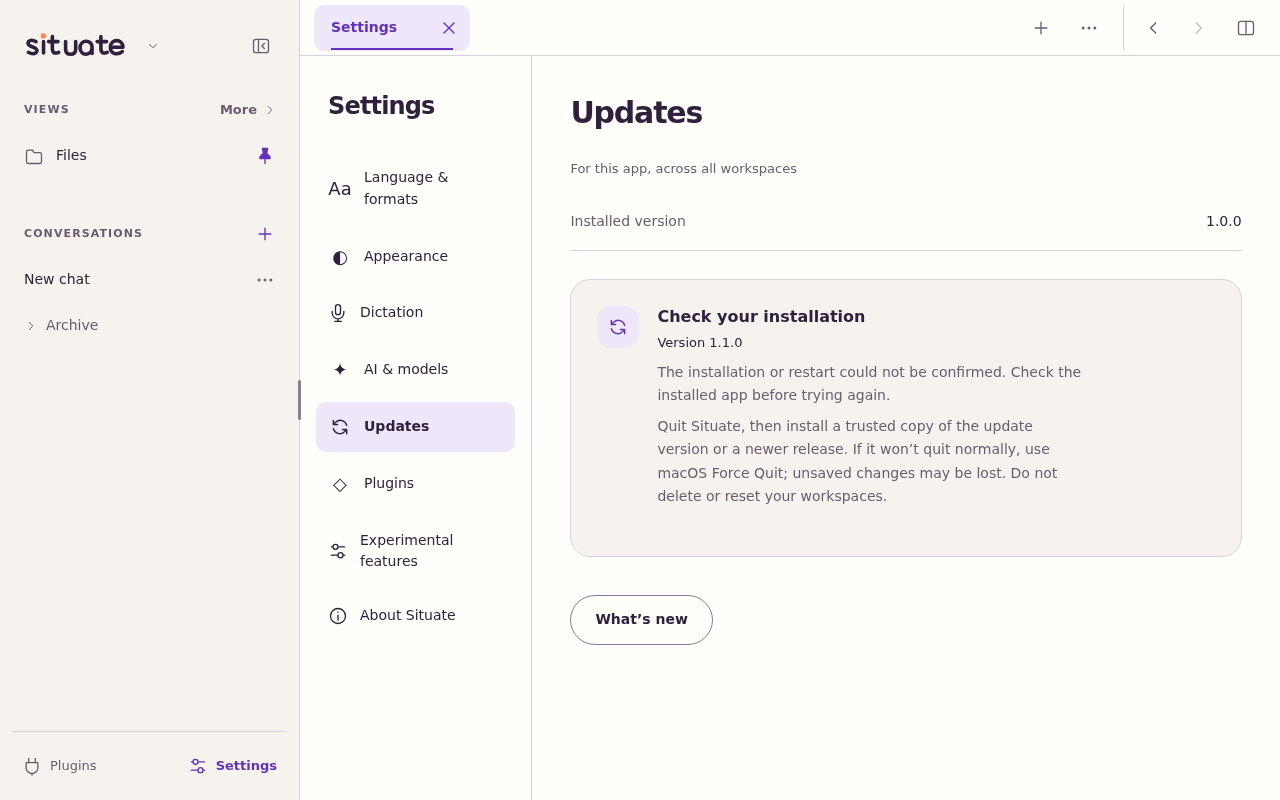 situate
VIEWS
More
Files
CONVERSATIONS
New chat
Archive
Plugins
Settings
Settings
Settings
Aa
Language &
formats
Appearance
Dictation
AI & models
Updates
Plugins
Experimental
features
About Situate
Updates
For this app, across all workspaces
Installed version
1.0.0
Check your installation
Version 1.1.0
The installation or restart could not be confirmed. Check the
installed app before trying again.
Quit Situate, then install a trusted copy of the update
version or a newer release. If it won’t quit normally, use
macOS Force Quit; unsaved changes may be lost. Do not
delete or reset your workspaces.
What’s new